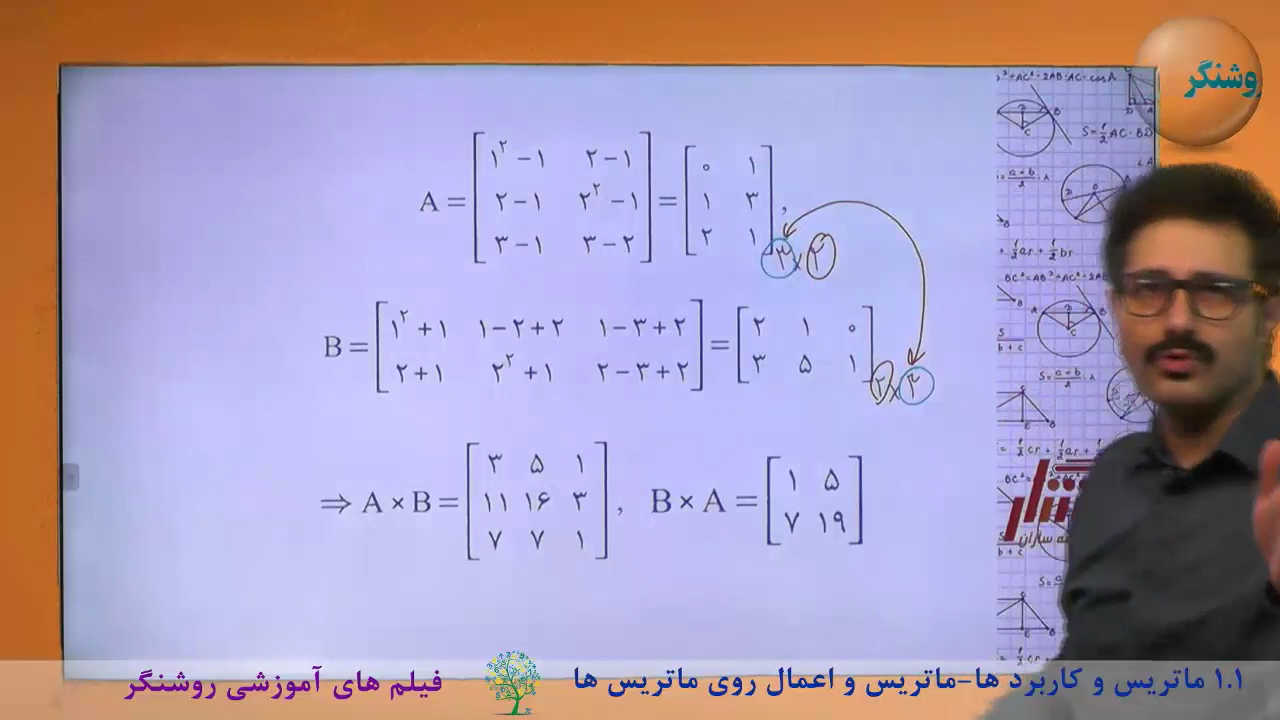 روشنگر
A = [ ۱^۲ − ۱   ۲ − ۱ ; ۲ − ۱   ۲^۲ − ۱ ; ۳ − ۱   ۳ − ۲ ] = [ ۰   ۱ ; ۱   ۳ ; ۲   ۱ ] ۳×۲ ,
B = [ ۱^۲ + ۱   ۱ − ۲ + ۲   ۱ − ۳ + ۲ ; ۲ + ۱   ۲^۲ + ۱   ۲ − ۳ + ۲ ] = [ ۲   ۱   ۰ ; ۳   ۵   ۱ ] ۲×۳
⇒ A × B = [ ۳   ۵   ۱ ; ۱۱   ۱۶   ۳ ; ۷   ۷   ۱ ] , B × A = [ ۱   ۵ ; ۷   ۱۹ ]
۱.۱ ماتریس و کاربرد ها-ماتریس و اعمال روی ماتریس ها
فیلم های آموزشی روشنگر